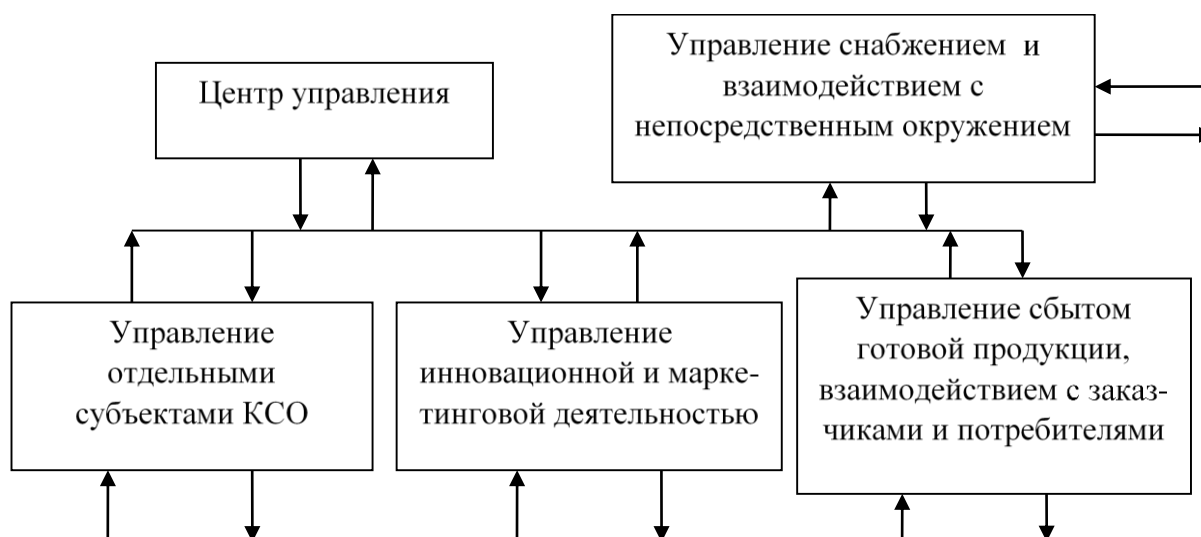 Центр управления
Управление снабжением и
взаимодействием с
непосредственным окружением
Управление
отдельными
субъектами КСО
Управление
инновационной и марке-
тинговой деятельностью
Управление сбытом
готовой продукции,
взаимодействием с заказ-
чиками и потребителями